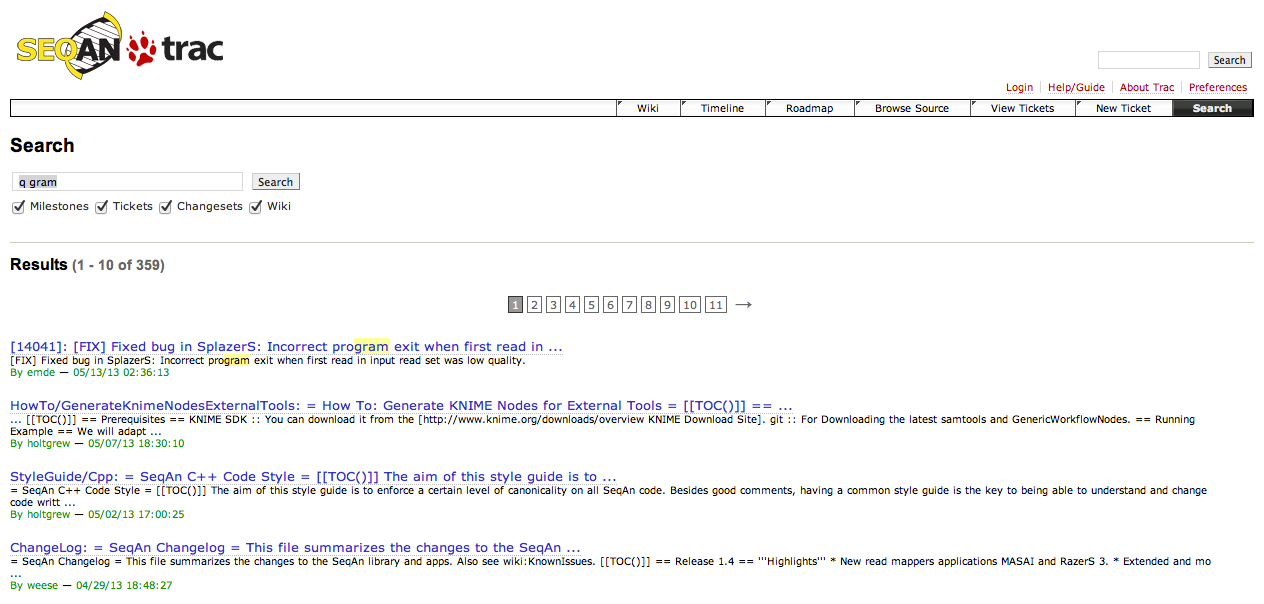 SEQAN trac
Search
Login Help/Guide About Trac Preferences
Wiki Timeline Roadmap Browse Source View Tickets New Ticket Search
Search
q gram Search
Milestones Tickets Changesets Wiki
Results (1 - 10 of 359)
1 2 3 4 5 6 7 8 9 10 11 →
[14041]: [FIX] Fixed bug in SplazerS: Incorrect program exit when first read in ...
[FIX] Fixed bug in SplazerS: Incorrect program exit when first read in input read set was low quality.
By emde — 05/13/13 02:36:13
HowTo/GenerateKnimeNodesExternalTools: = How To: Generate KNIME Nodes for External Tools = [[TOC()]] == ...
... [[TOC()]] == Prerequisites == KNIME SDK :: You can download it from the [http://www.knime.org/downloads/overview KNIME Download Site]. git :: For Downloading the latest samtools and GenericWorkflowNodes. == Running
Example == We will adapt ...
By holtgrew — 05/07/13 18:30:10
StyleGuide/Cpp: = SeqAn C++ Code Style = [[TOC()]] The aim of this style guide is to ...
= SeqAn C++ Code Style = [[TOC()]] The aim of this style guide is to enforce a certain level of canonicality on all SeqAn code. Besides good comments, having a common style guide is the key to being able to understand and change
code writt ...
By holtgrew — 05/02/13 17:00:25
ChangeLog: = SeqAn Changelog = This file summarizes the changes to the SeqAn ...
= SeqAn Changelog = This file summarizes the changes to the SeqAn library and apps. Also see wiki:KnownIssues. [[TOC()]] == Release 1.4 == '''Highlights''' * New read mappers applications MASAI and RazerS 3. * Extended and mo
...
By weese — 04/29/13 18:48:27